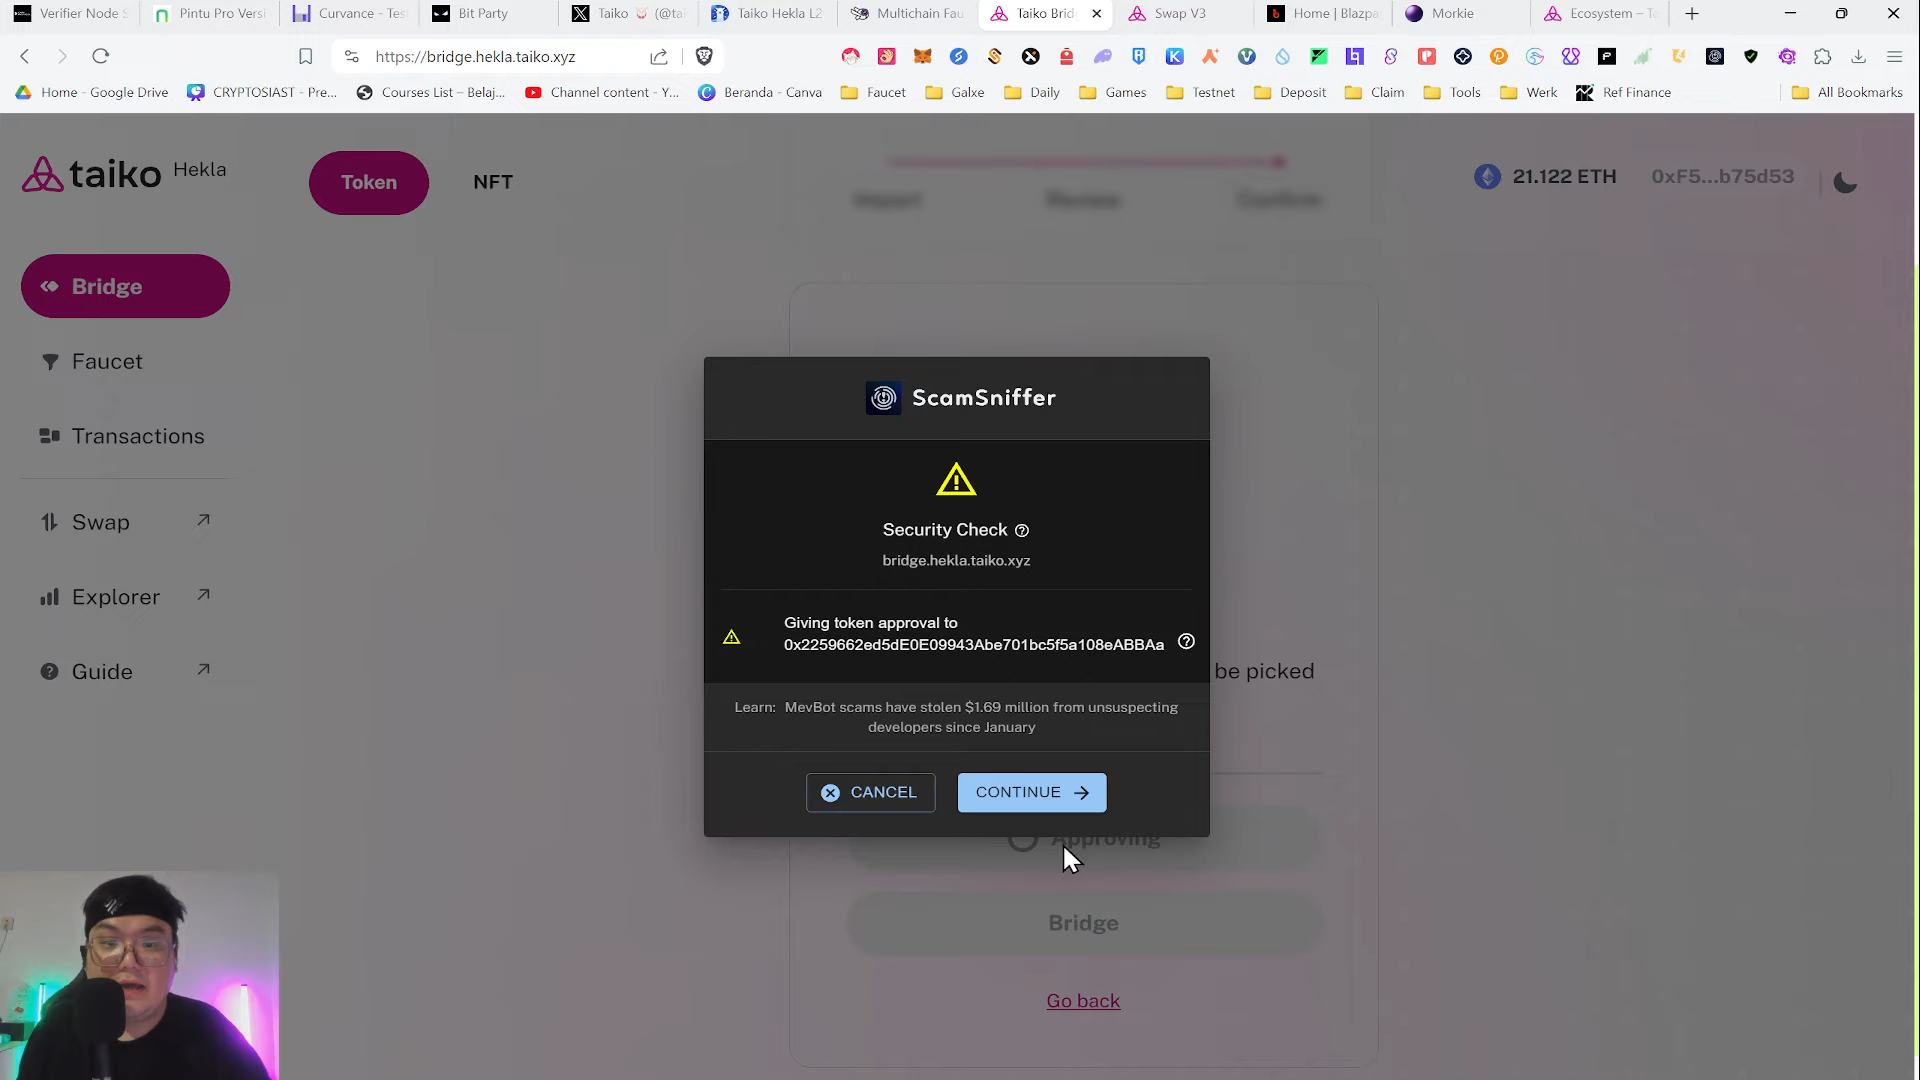 Verifier Node S
Pintu Pro Versi
Curvance - Tes
Bit Party
Taiko
(@tai
Taiko Hekla L2
Multichain Fau
Taiko Brid
Swap V3
Home | Blazpa
Morkie
Ecosystem – Ta
https://bridge.hekla.taiko.xyz
Home - Google Drive
CRYPTOSIAST - Pre...
Courses List – Belaj...
Channel content - Y...
Beranda - Canva
Faucet
Galxe
Daily
Games
Testnet
Deposit
Claim
Tools
Werk
Ref Finance
All Bookmarks
taiko Hekla
Token
NFT
Import
Review
Confirm
21.122 ETH
0xF5...b75d53
Bridge
Faucet
Transactions
Swap
Explorer
Guide
ScamSniffer
Security Check
bridge.hekla.taiko.xyz
Giving token approval to
0x2259662ed5dE0E09943Abe701bc5f5a108eABBAa
be picked
Learn: MevBot scams have stolen $1.69 million from unsuspecting
developers since January
CANCEL
CONTINUE
Approving
Bridge
Go back